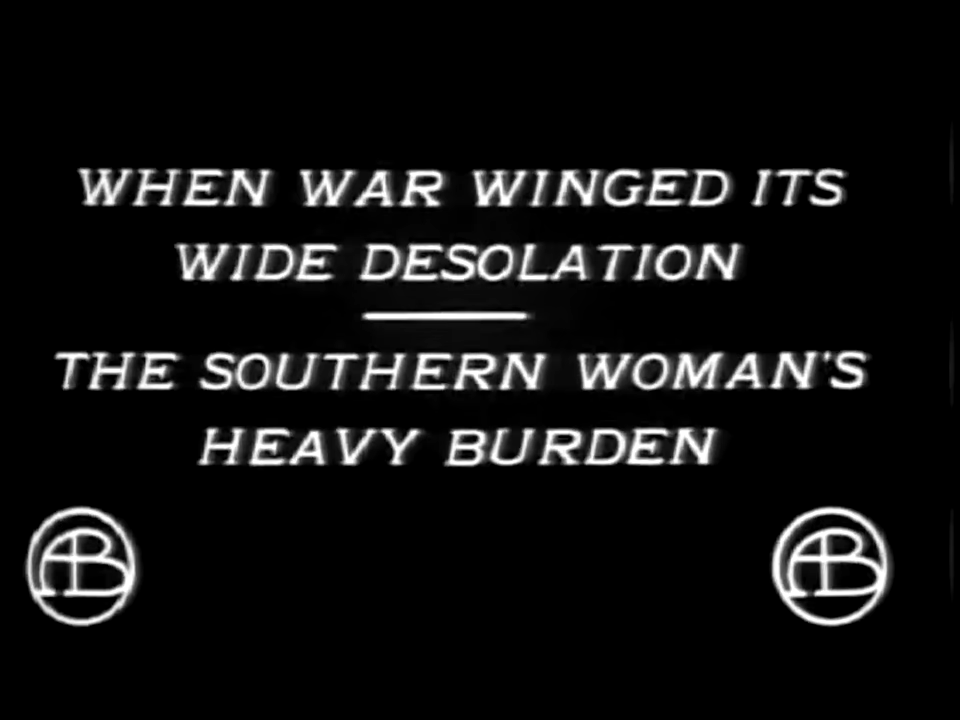 WHEN WAR WINGED ITS
WIDE DESOLATION
THE SOUTHERN WOMAN'S
HEAVY BURDEN
AB AB